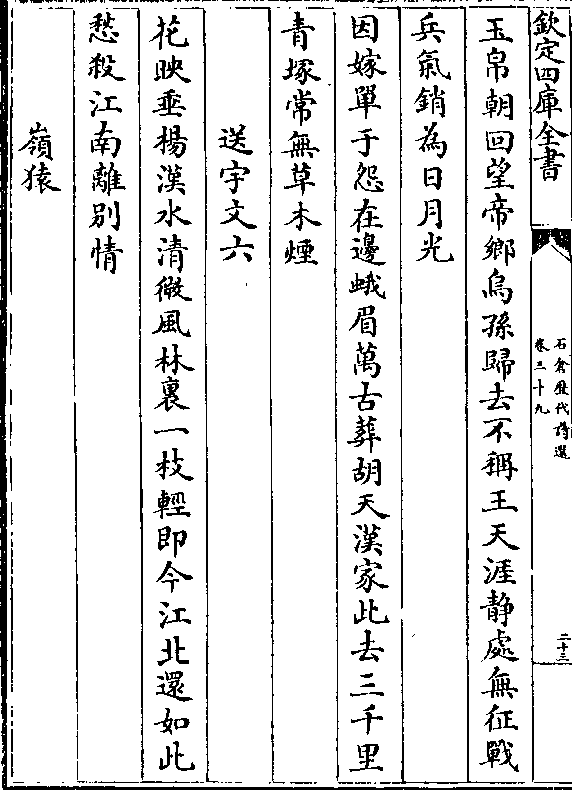 欽定四庫全書
石倉歴代詩選
卷三十九
二十三
玉帛朝回望帝鄉烏孫歸去不稱王天涯静處無征戰
兵氣銷為日月光
因嫁單于怨在邊蛾眉萬古葬胡天漢家此去三千里
青塚常無草木煙
送宇文六
花映垂楊漢水清微風林裏一枝輕即今江北還如此
愁殺江南離别情
嶺猿